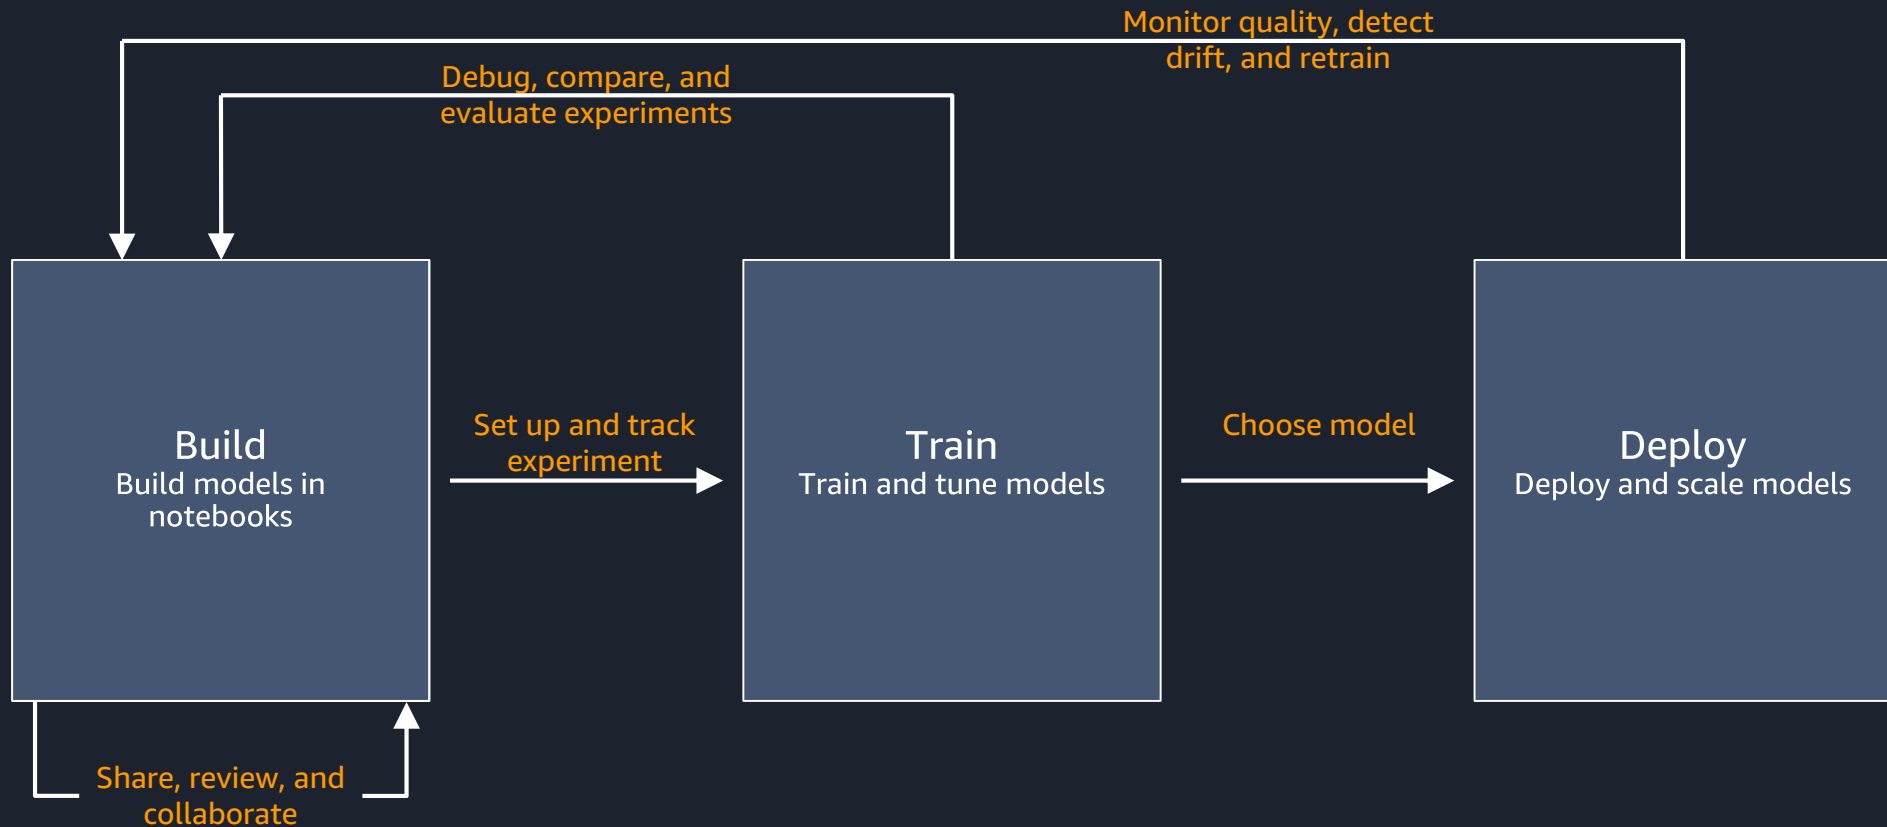 Monitor quality, detect
drift, and retrain
Debug, compare, and
evaluate experiments
Build
Build models in
notebooks
Set up and track
experiment
Train
Train and tune models
Choose model
Deploy
Deploy and scale models
Share, review, and
collaborate